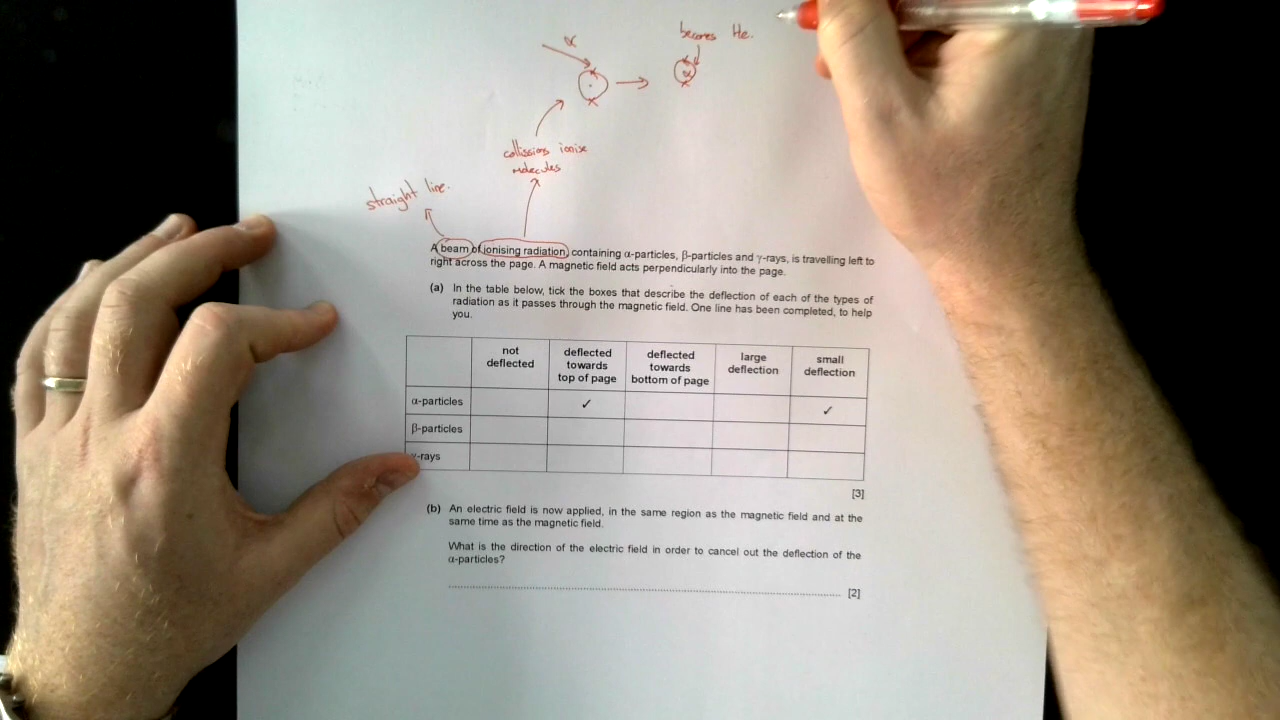 becomes He.
α
α
collissions ionise
molecules
straight line.
A beam of ionising radiation, containing α-particles, β-particles and γ-rays, is travelling left to
right across the page. A magnetic field acts perpendicularly into the page.
(a) In the table below, tick the boxes that describe the deflection of each of the types of
radiation as it passes through the magnetic field. One line has been completed, to help
you.
not deflected | deflected towards top of page | deflected towards bottom of page | large deflection | small deflection
α-particles ✓ ✓
β-particles
γ-rays
[3]
(b) An electric field is now applied, in the same region as the magnetic field and at the
same time as the magnetic field.
What is the direction of the electric field in order to cancel out the deflection of the
α-particles?
[2]